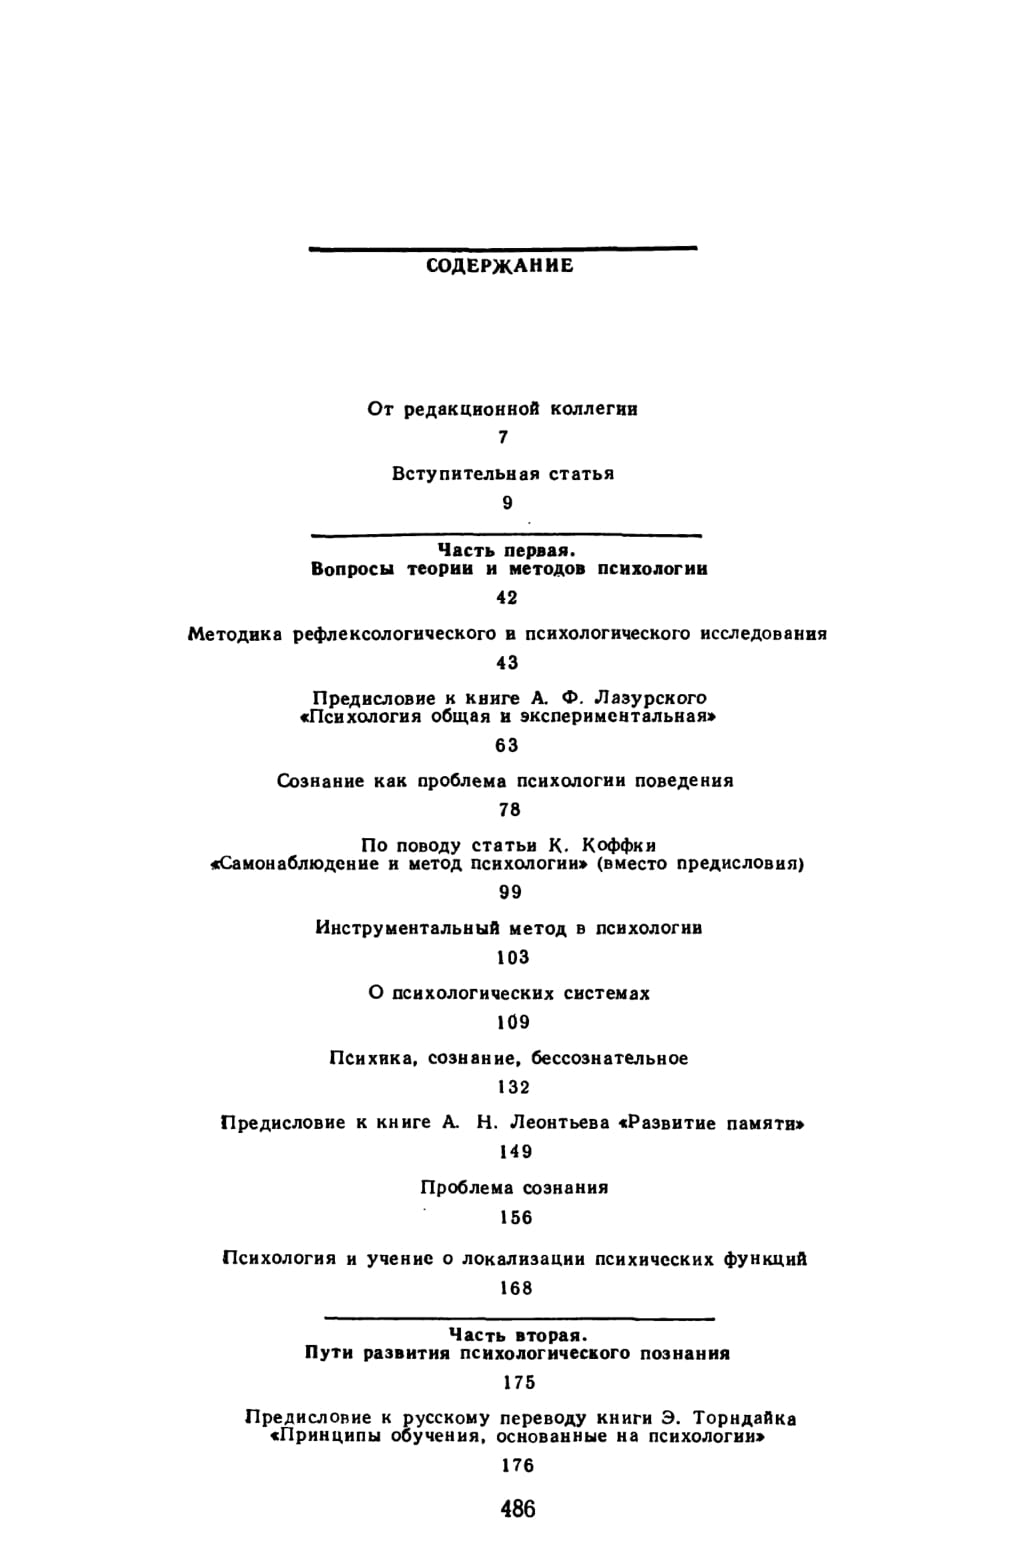 СОДЕРЖАНИЕ
От редакционной коллегии
7
Вступительная статья
9
Часть первая.
Вопросы теории и методов психологии
42
Методика рефлексологического и психологического исследования
43
Предисловие к книге А. Ф. Лазурского
«Психология общая и экспериментальная»
63
Сознание как проблема психологии поведения
78
По поводу статьи К. Коффки
«Самонаблюдение и метод психологии» (вместо предисловия)
99
Инструментальный метод в психологии
103
О психологических системах
109
Психика, сознание, бессознательное
132
Предисловие к книге А. Н. Леонтьева «Развитие памяти»
149
Проблема сознания
156
Психология и учение о локализации психических функций
168
Часть вторая.
Пути развития психологического познания
175
Предисловие к русскому переводу книги Э. Торндайка
«Принципы обучения, основанные на психологии»
176
486